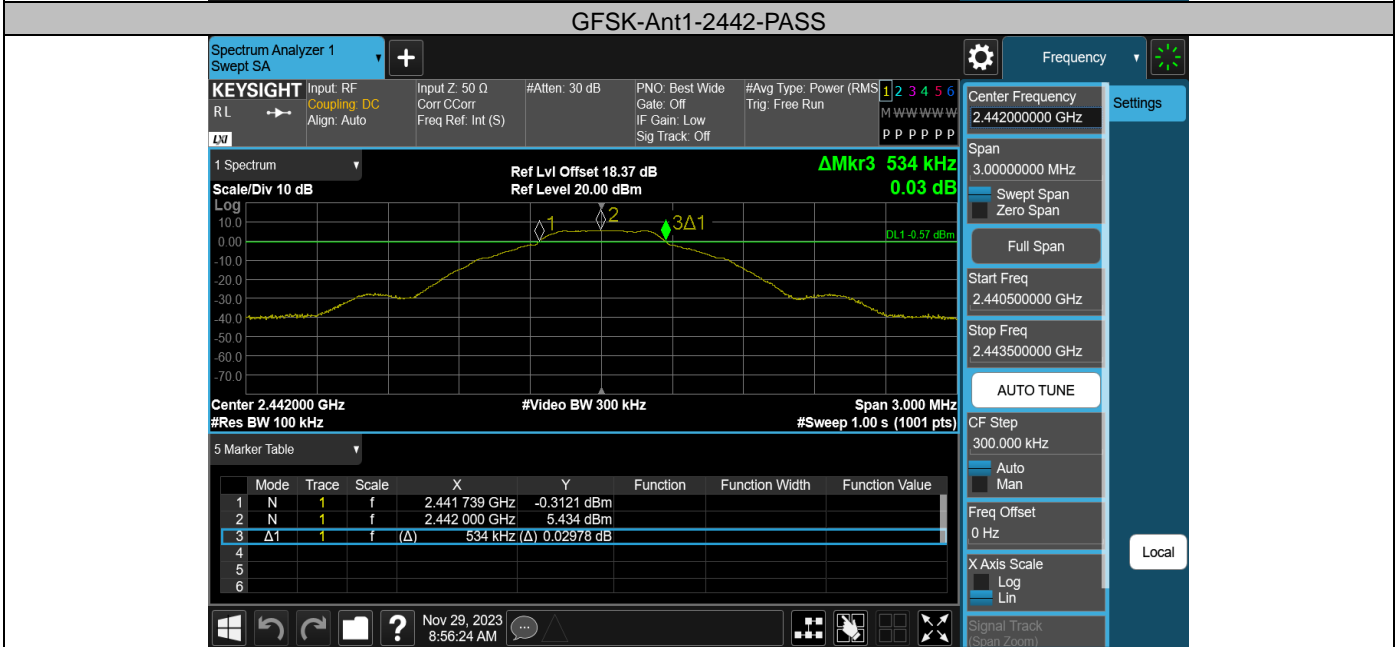 GFSK-Ant1-2442-PASS
Spectrum Analyzer 1
Swept SA
Frequency
KEYSIGHT
RL
LXI
Input: RF
Coupling: DC
Align: Auto
Input Z: 50 Ω
Corr CCorr
Freq Ref: Int (S)
#Atten: 30 dB
PNO: Best Wide
Gate: Off
IF Gain: Low
Sig Track: Off
#Avg Type: Power (RMS
Trig: Free Run
1 2 3 4 5 6
M W W W W W
P P P P P P
Center Frequency
2.442000000 GHz
Settings
Span
3.00000000 MHz
Swept Span
Zero Span
Full Span
Start Freq
2.440500000 GHz
Stop Freq
2.443500000 GHz
AUTO TUNE
CF Step
300.000 kHz
Auto
Man
Freq Offset
0 Hz
X Axis Scale
Log
Lin
Signal Track
(Span Zoom)
Local
1 Spectrum
Scale/Div 10 dB
Log
Ref Lvl Offset 18.37 dB
Ref Level 20.00 dBm
ΔMkr3 534 kHz
0.03 dB
10.0
0.00
-10.0
-20.0
-30.0
-40.0
-50.0
-60.0
-70.0
1
2
3Δ1
DL1 -0.57 dBm
Center 2.442000 GHz
#Video BW 300 kHz
Span 3.000 MHz
#Res BW 100 kHz
#Sweep 1.00 s (1001 pts)
5 Marker Table
Mode Trace Scale X Y Function Function Width Function Value
1 N 1 f 2.441 739 GHz -0.3121 dBm
2 N 1 f 2.442 000 GHz 5.434 dBm
3 Δ1 1 f (Δ) 534 kHz (Δ) 0.02978 dB
4
5
6
?
Nov 29, 2023
8:56:24 AM